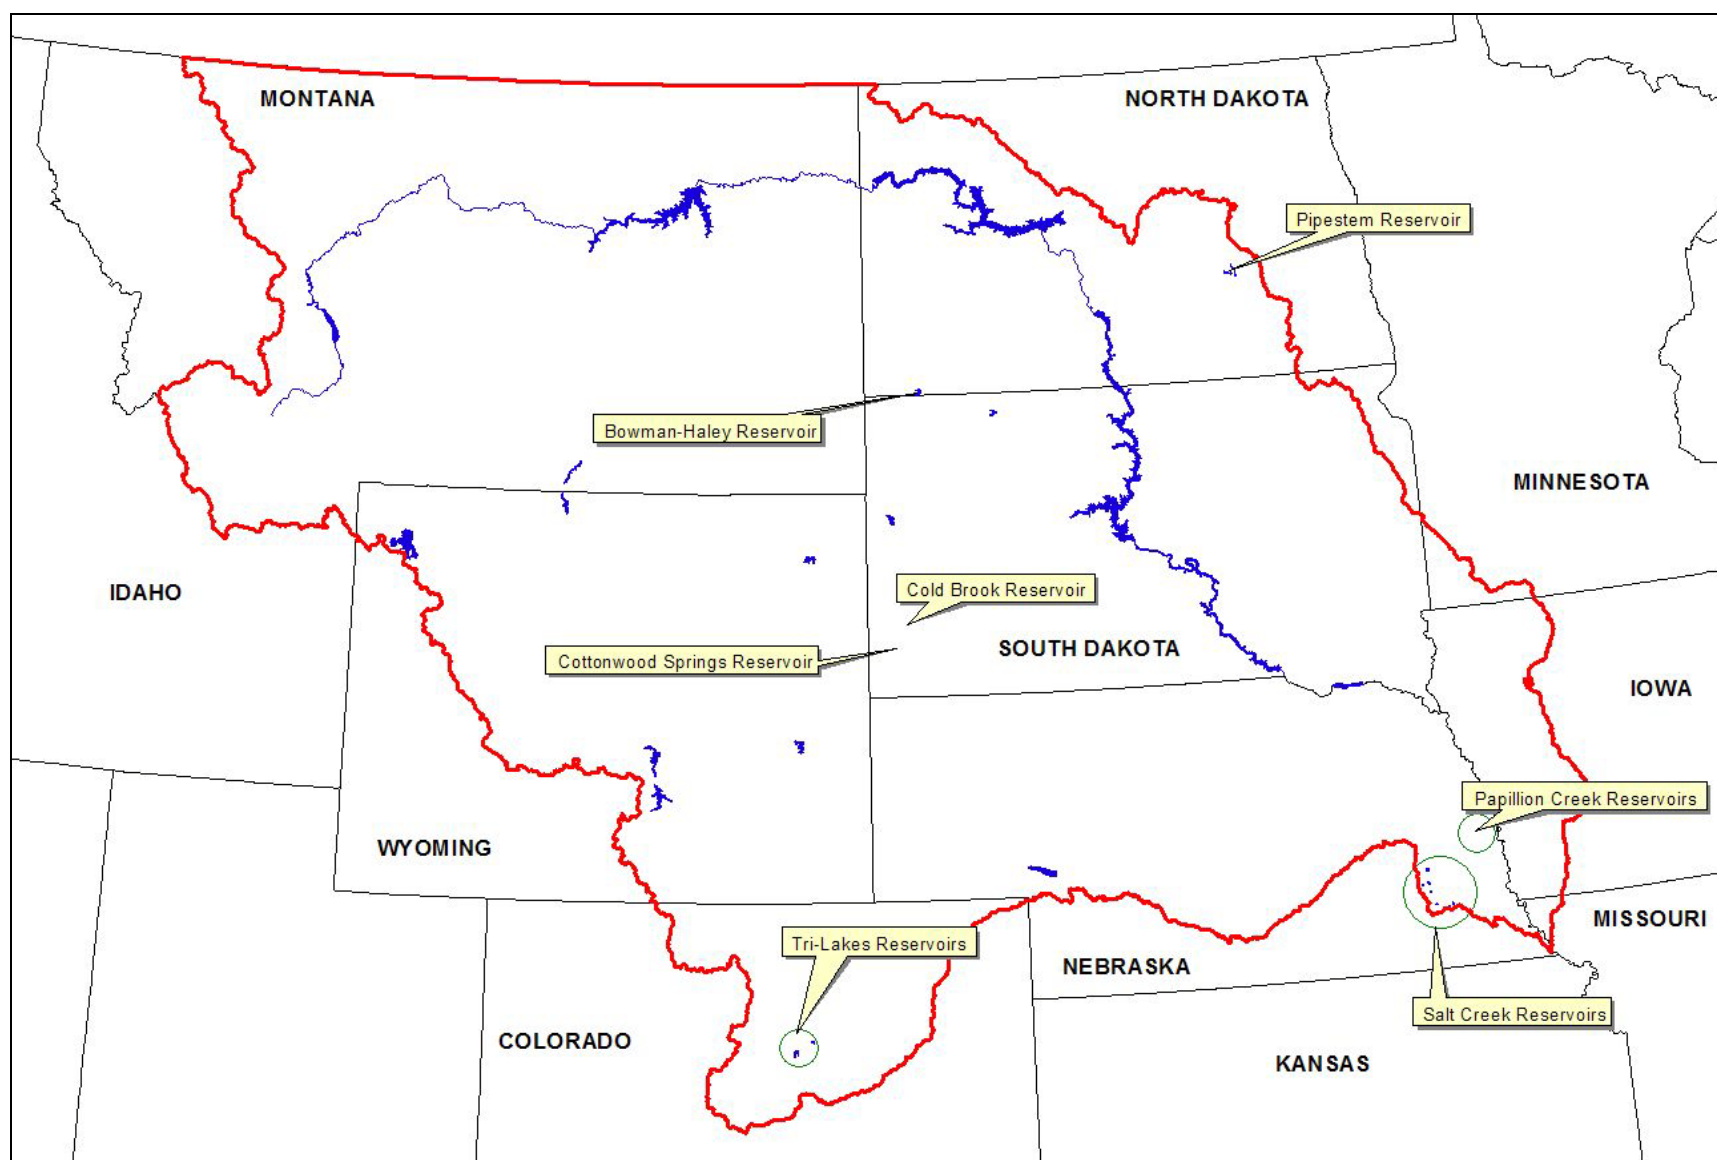 MONTANA
NORTH DAKOTA
Pipestem Reservoir
Bowman-Haley Reservoir
MINNESOTA
IDAHO
Cold Brook Reservoir
SOUTH DAKOTA
Cottonwood Springs Reservoir
IOWA
Papillion Creek Reservoirs
WYOMING
MISSOURI
Tri-Lakes Reservoirs
NEBRASKA
Salt Creek Reservoirs
COLORADO
KANSAS